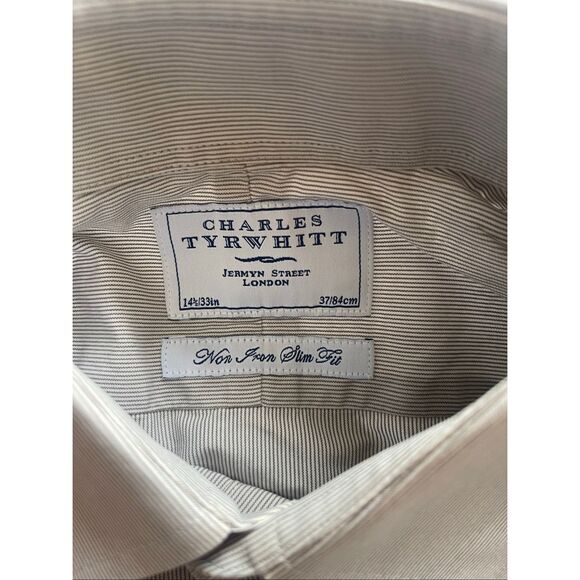 CHARLES
TYRWHITT
JERMYN STREET
LONDON
14½/33in 37/84cm
Non Iron Slim Fit